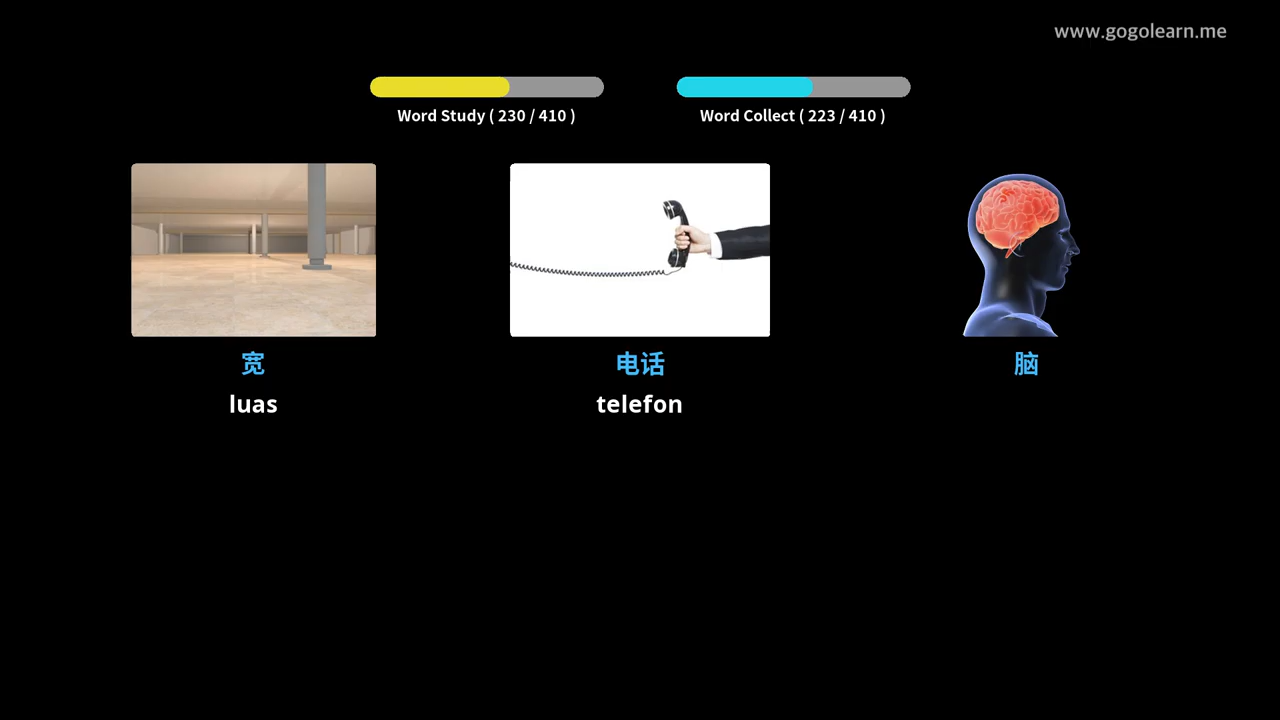 www.gogolearn.me
Word Study ( 230 / 410 )
Word Collect ( 223 / 410 )
宽
电话
脑
luas
telefon